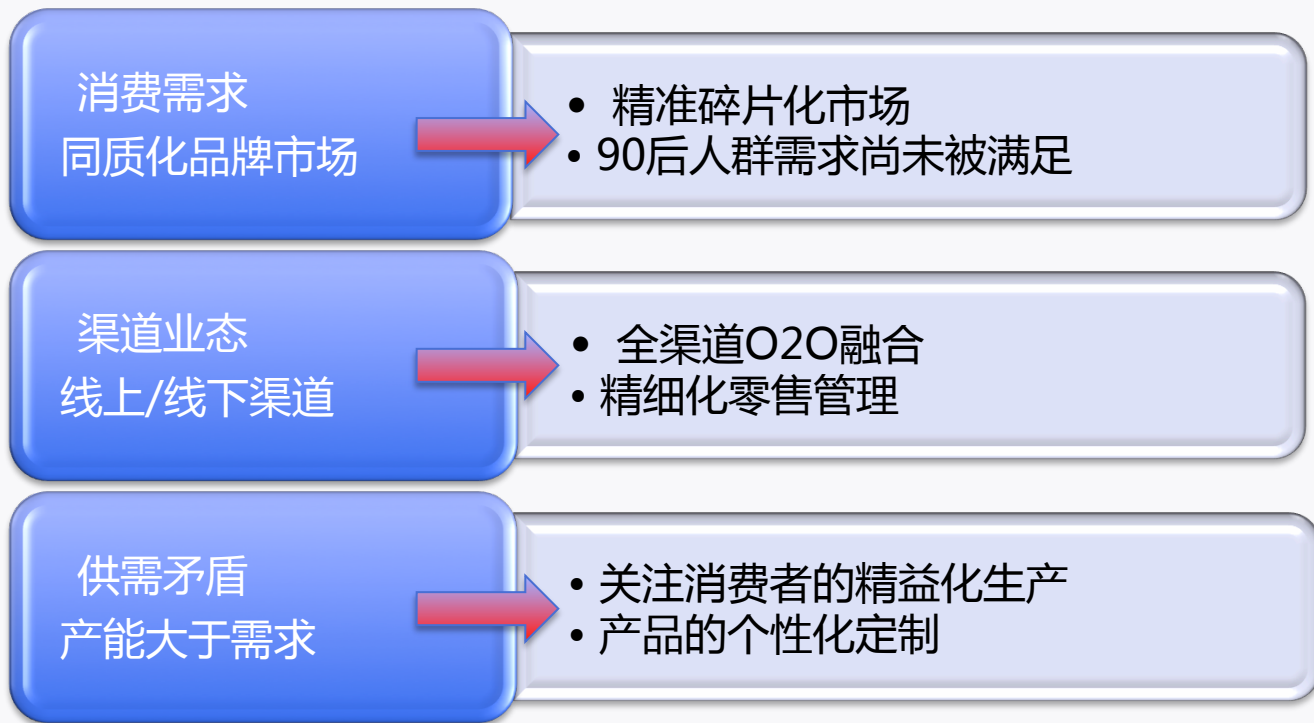 消费需求
同质化品牌市场
• 精准碎片化市场
• 90后人群需求尚未被满足
渠道业态
线上/线下渠道
• 全渠道O2O融合
• 精细化零售管理
供需矛盾
产能大于需求
• 关注消费者的精益化生产
• 产品的个性化定制